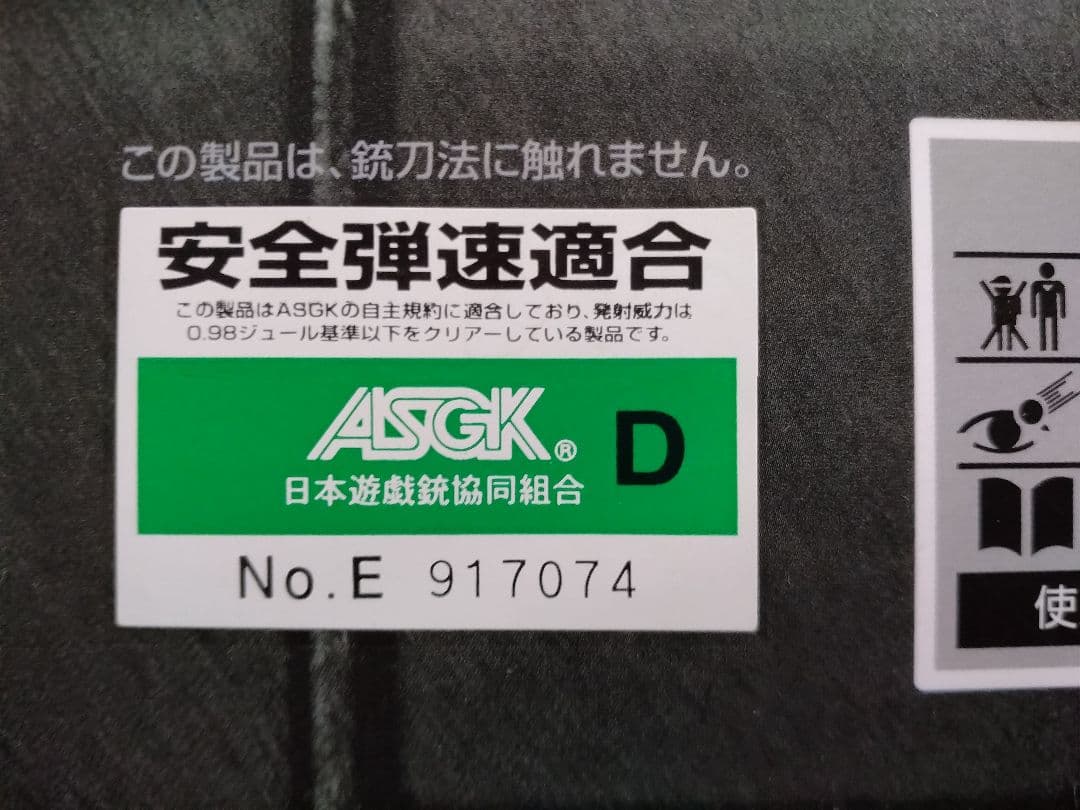 この製品は、銃刀法に触れません。
安全弾速適合
この製品はASGKの自主規約に適合しており、発射威力は
0.98ジュール基準以下をクリアーしている製品です。
ASGK®
D
日本遊戯銃協同組合
No.E 917074
使